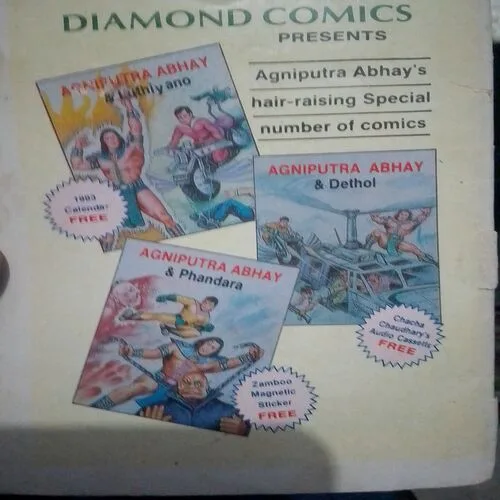 DIAMOND COMICS
PRESENTS
Agniputra Abhay's
hair-raising Special
number of comics
AGNIPUTRA ABHAY
& Luthiyano
1993
Calendar
FREE
AGNIPUTRA ABHAY
& Dethol
Chacha
Chaudhary's
Audio Cassette
FREE
AGNIPUTRA ABHAY
& Phandara
Zamboo
Magnetic
Sticker
FREE